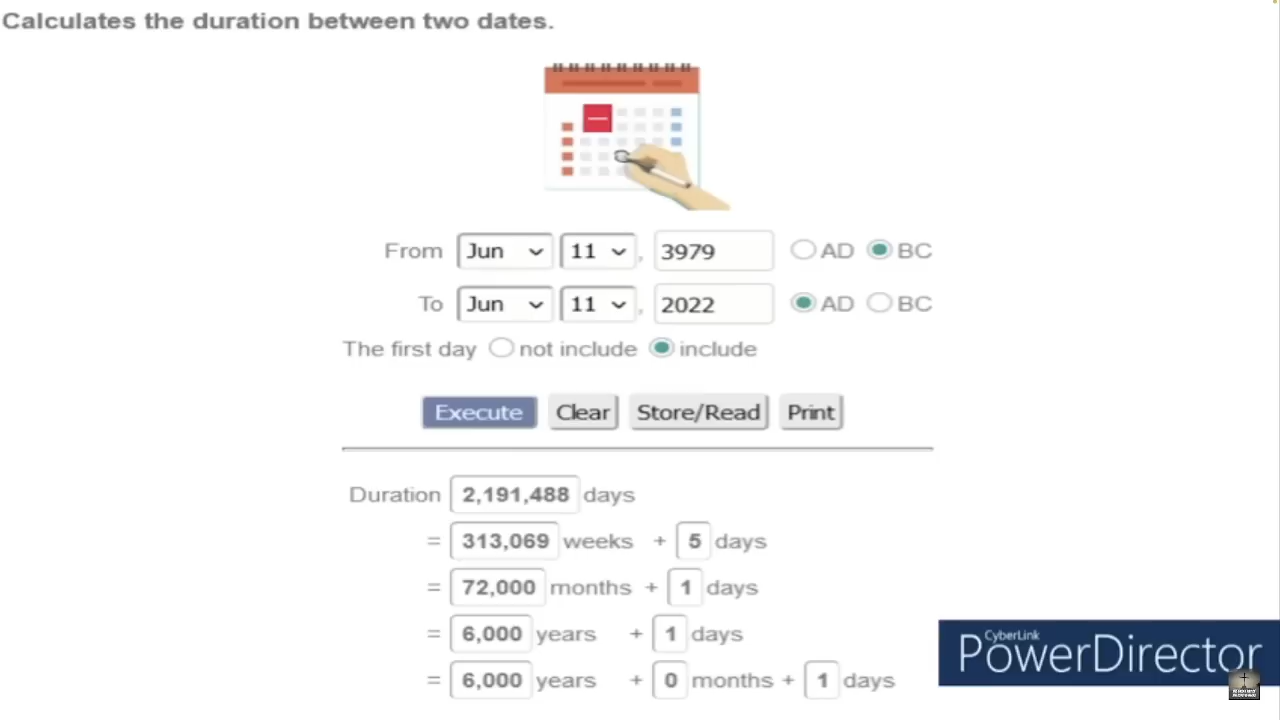 Calculates the duration between two dates.
From Jun 11 , 3979 AD BC
To Jun 11 , 2022 AD BC
The first day not include include
Execute Clear Store/Read Print
Duration 2,191,488 days
= 313,069 weeks + 5 days
= 72,000 months + 1 days
= 6,000 years + 1 days
= 6,000 years + 0 months + 1 days
CyberLink
PowerDirector